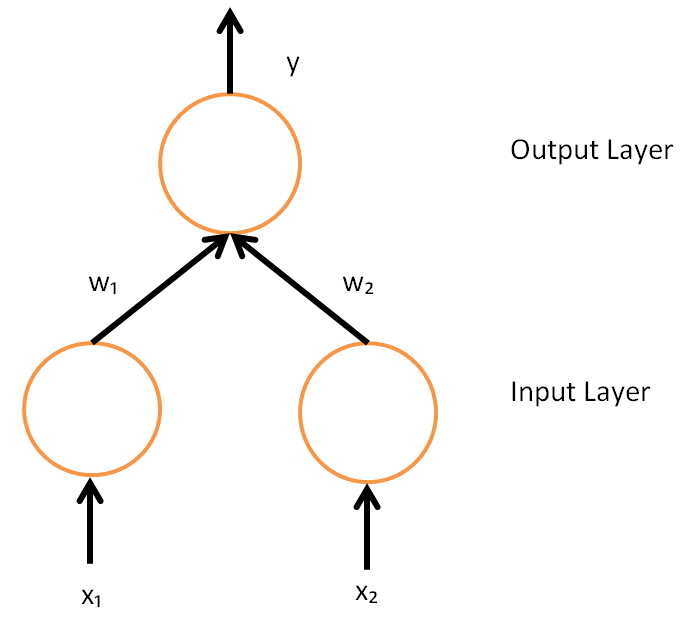 y
Output Layer
w₁
w₂
Input Layer
x₁
x₂